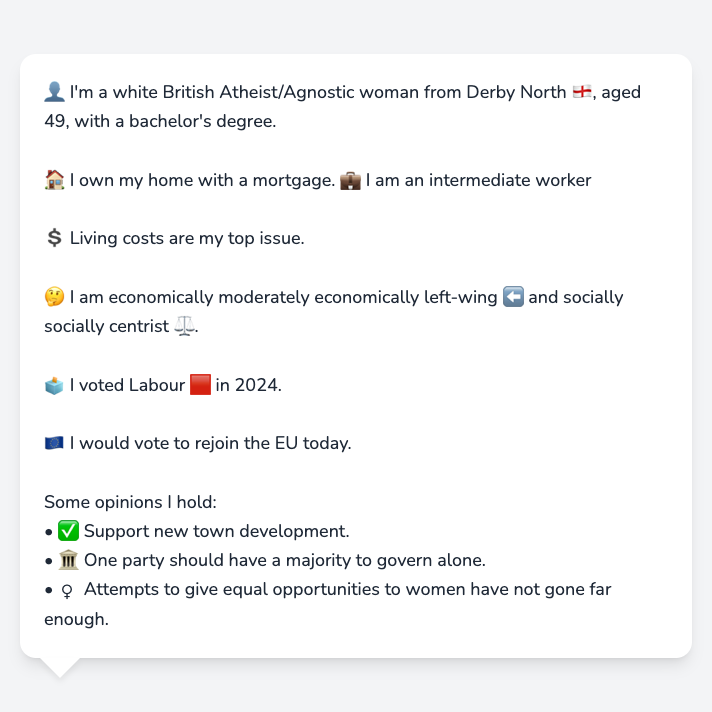 👤 I'm a white British Atheist/Agnostic woman from Derby North 🏴󠁧󠁢󠁥󠁮󠁧󠁿, aged
49, with a bachelor's degree.
🏠 I own my home with a mortgage. 💼 I am an intermediate worker
💲 Living costs are my top issue.
🤔 I am economically moderately economically left-wing ⬅️ and socially
socially centrist ⚖️.
🗳️ I voted Labour 🟥 in 2024.
🇪🇺 I would vote to rejoin the EU today.
Some opinions I hold:
• ✅ Support new town development.
• 🏛️ One party should have a majority to govern alone.
• ♀ Attempts to give equal opportunities to women have not gone far
enough.